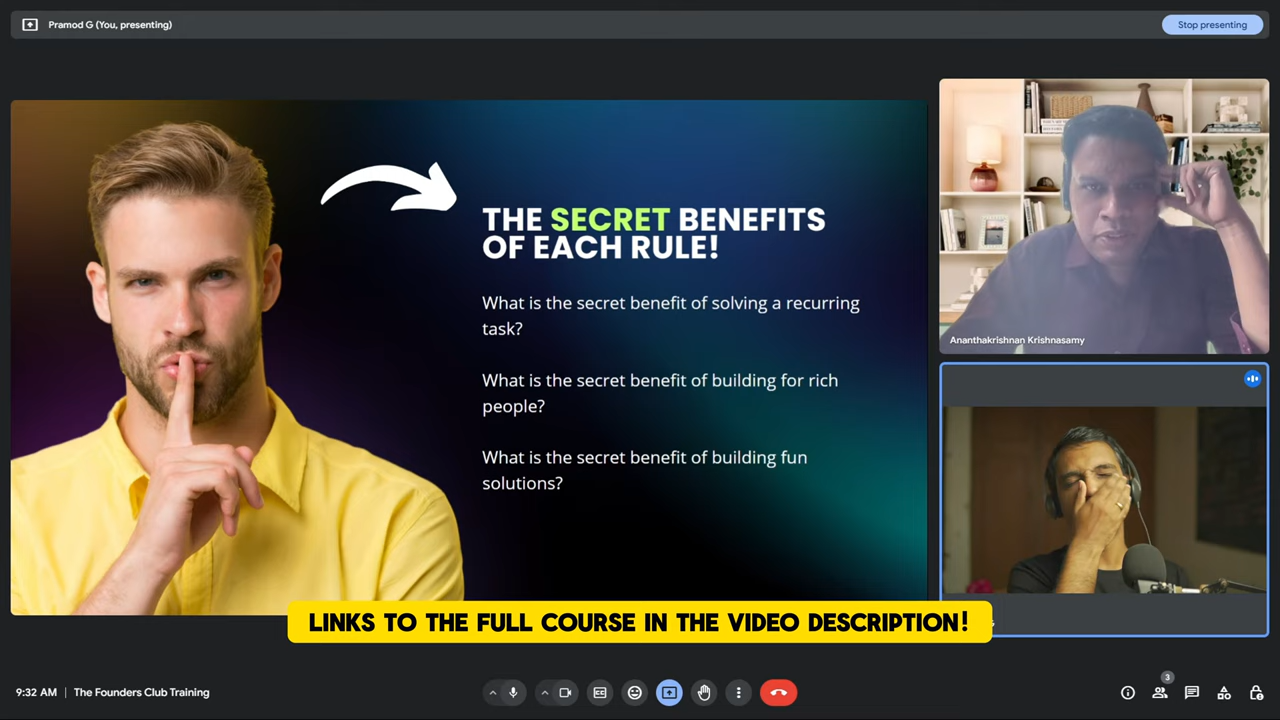 Pramod G (You, presenting)
Stop presenting
THE SECRET BENEFITS
OF EACH RULE!
What is the secret benefit of solving a recurring
task?
What is the secret benefit of building for rich
people?
What is the secret benefit of building fun
solutions?
Ananthakrishnan Krishnasamy
LINKS TO THE FULL COURSE IN THE VIDEO DESCRIPTION!
9:32 AM | The Founders Club Training
3